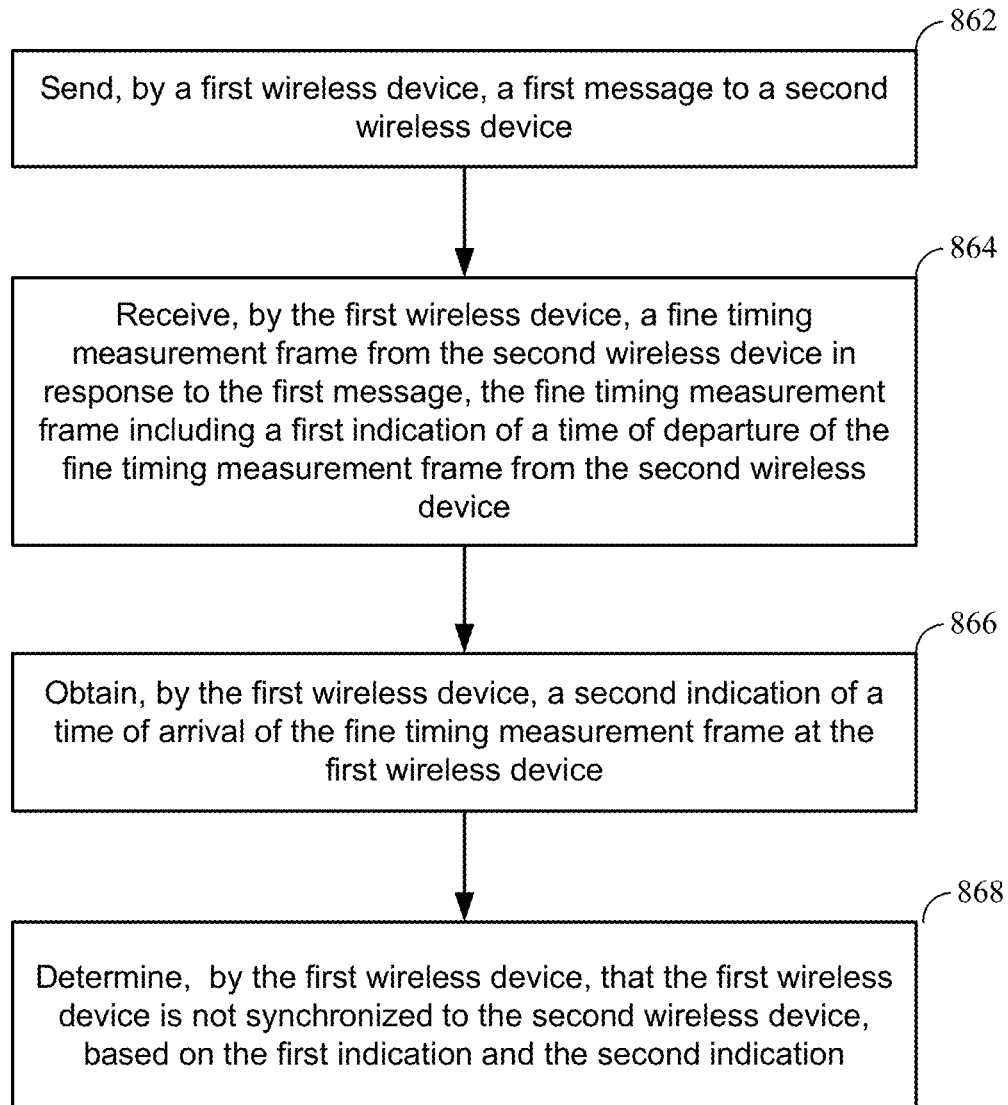 862
Send, by a first wireless device, a first message to a second
wireless device
864
Receive, by the first wireless device, a fine timing
measurement frame from the second wireless device in
response to the first message, the fine timing measurement
frame including a first indication of a time of departure of the
fine timing measurement frame from the second wireless
device
866
Obtain, by the first wireless device, a second indication of a
time of arrival of the fine timing measurement frame at the
first wireless device
868
Determine, by the first wireless device, that the first wireless
device is not synchronized to the second wireless device,
based on the first indication and the second indication